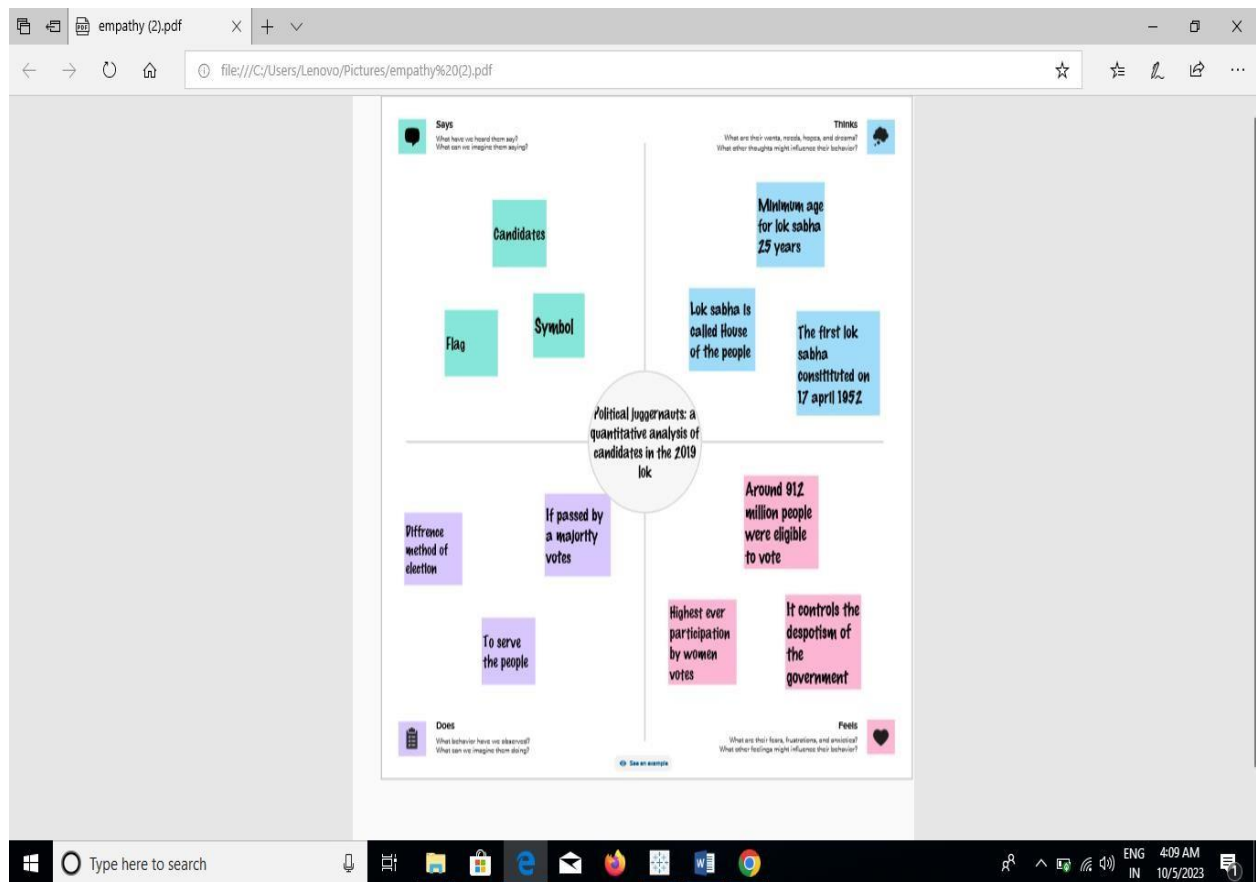 empathy (2).pdf
file:///C:/Users/Lenovo/Pictures/empathy%20(2).pdf
Says
What have we heard them say?
What can we imagine them saying?
Thinks
What are their wants, needs, hopes, and dreams?
What other thoughts might influence their behavior?
Candidates
Flag
Symbol
Minimum age
for lok sabha
25 years
Lok sabha is
called House
of the people
The first lok
sabha
consitituted on
17 april 1952
Political juggernauts: a
quantitative analysis of
candidates in the 2019
lok
Diffrence
method of
election
If passed by
a majority
votes
To serve
the people
Around 912
million people
were eligible
to vote
Highest ever
participation
by women
votes
It controls the
despotism of
the
government
Does
What behavior have we observed?
What can we imagine them doing?
Feels
What are their fears, frustrations, and anxieties?
What other feelings might influence their behavior?
See an example
Type here to search
ENG
IN
4:09 AM
10/5/2023
1